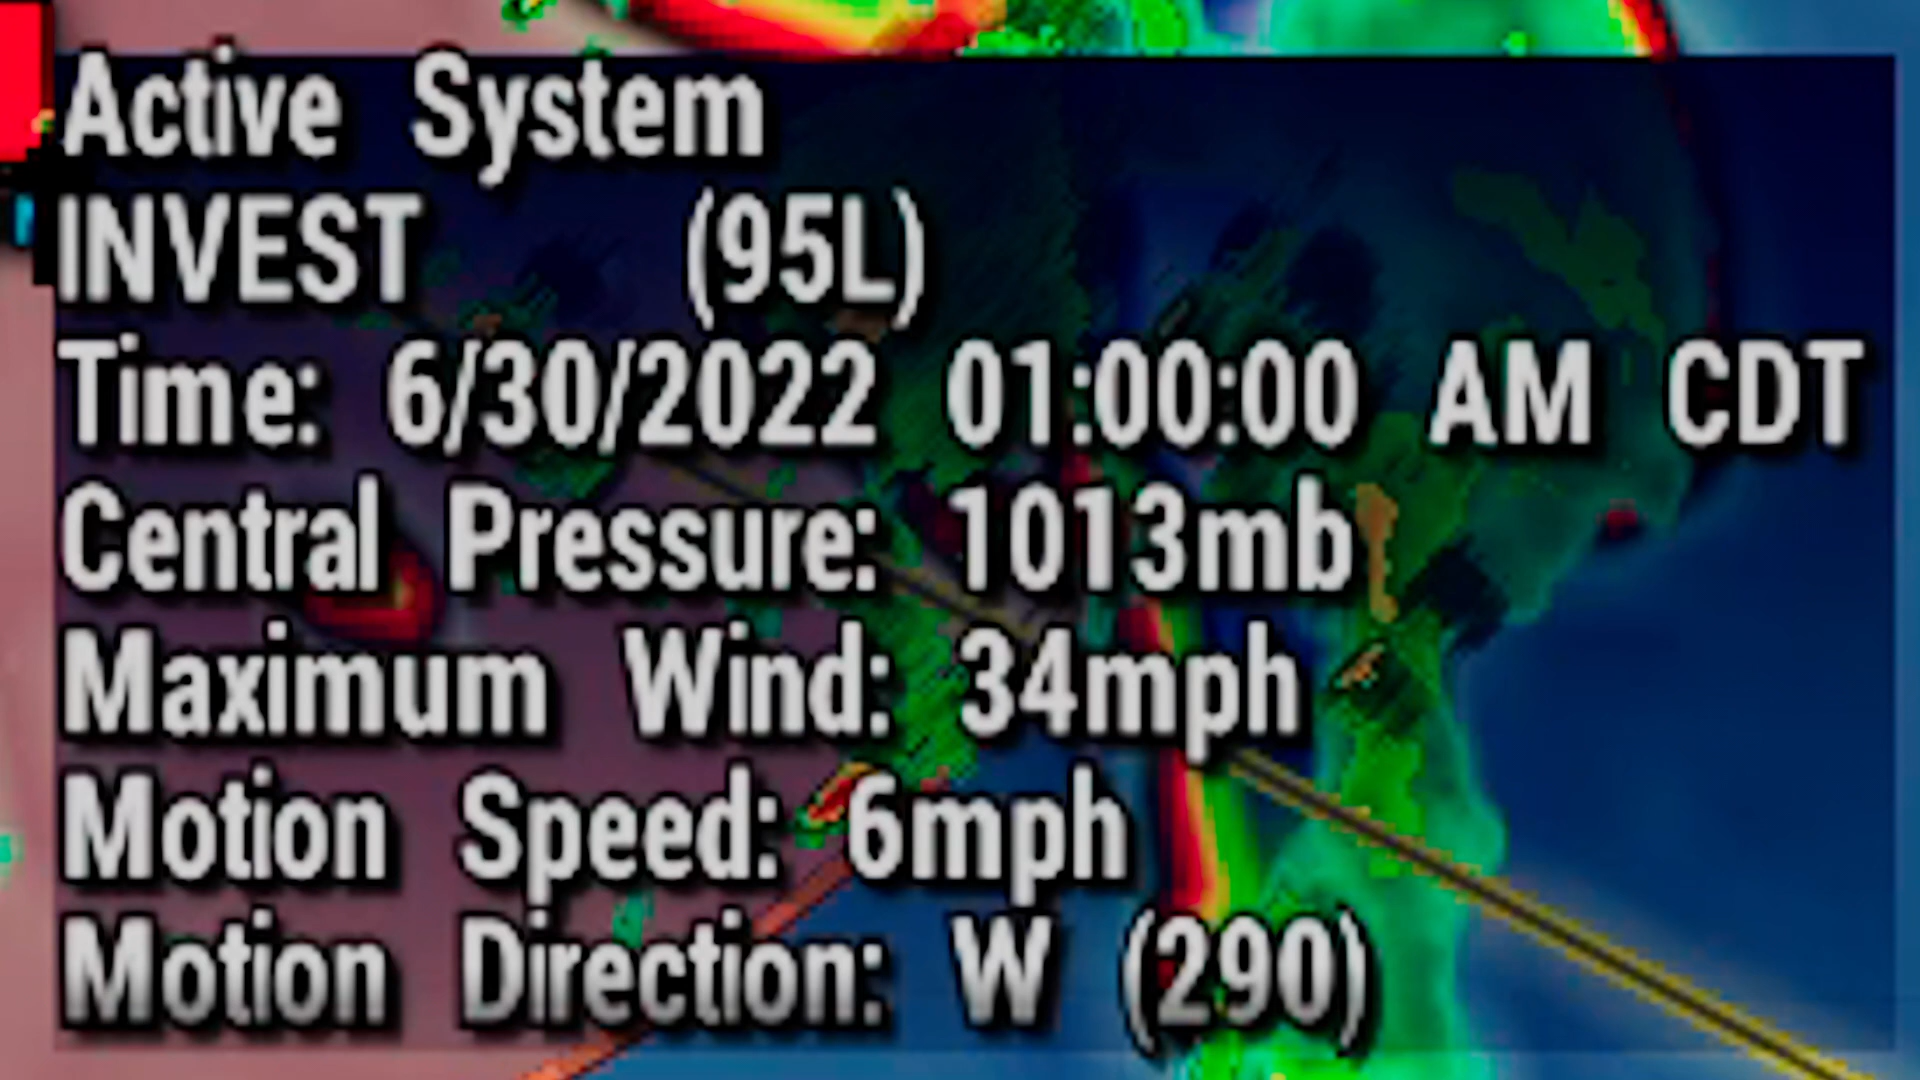 Active System
INVEST (95L)
Time: 6/30/2022 01:00:00 AM CDT
Central Pressure: 1013mb
Maximum Wind: 34mph
Motion Speed: 6mph
Motion Direction: W (290)